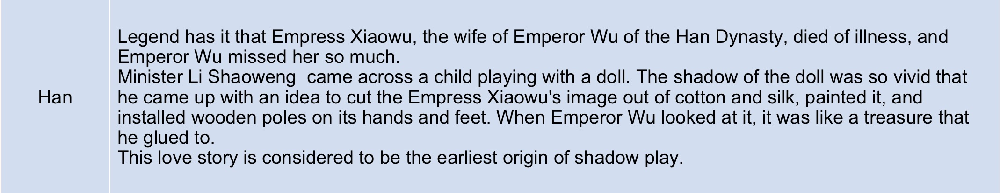 Han
Legend has it that Empress Xiaowu, the wife of Emperor Wu of the Han Dynasty, died of illness, and
Emperor Wu missed her so much.
Minister Li Shaoweng  came across a child playing with a doll. The shadow of the doll was so vivid that
he came up with an idea to cut the Empress Xiaowu's image out of cotton and silk, painted it, and
installed wooden poles on its hands and feet. When Emperor Wu looked at it, it was like a treasure that
he glued to.
This love story is considered to be the earliest origin of shadow play.